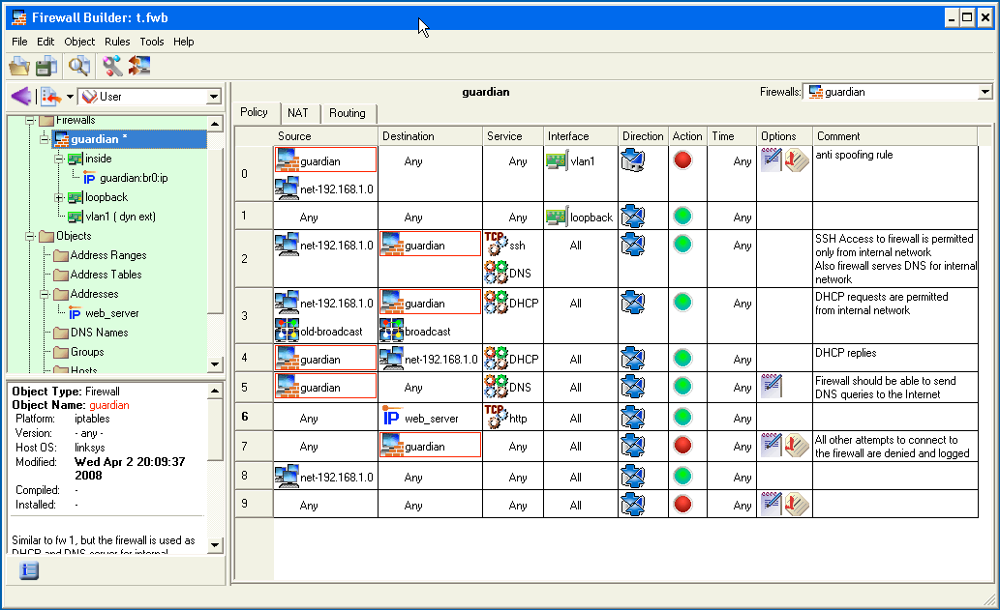 Firewall Builder: t.fwb
File Edit Object Rules Tools Help
User
guardian
Firewalls: guardian
Firewalls
guardian *
inside
guardian:br0:ip
loopback
vlan1 ( dyn ext)
Objects
Address Ranges
Address Tables
Addresses
web_server
DNS Names
Groups
Hosts
Object Type: Firewall
Object Name: guardian
Platform: iptables
Version: - any -
Host OS: linksys
Modified: Wed Apr 2 20:09:37
2008
Compiled: -
Installed: -
Similar to fw 1, but the firewall is used as
DHCP and DNS server for internal
Policy NAT Routing
Source Destination Service Interface Direction Action Time Options Comment
0 guardian Any Any vlan1 Any anti spoofing rule
net-192.168.1.0
1 Any Any Any loopback Any
2 net-192.168.1.0 guardian TCP ssh All Any SSH Access to firewall is permitted
only from internal network
DNS Also firewall serves DNS for internal
network
3 net-192.168.1.0 guardian DHCP All Any DHCP requests are permitted
from internal network
old-broadcast broadcast
4 guardian net-192.168.1.0 DHCP All Any DHCP replies
5 guardian Any DNS All Any Firewall should be able to send
DNS queries to the Internet
6 Any IP web_server TCP http All Any
7 Any guardian Any All Any All other attempts to connect to
the firewall are denied and logged
8 net-192.168.1.0 Any Any All Any
9 Any Any Any All Any